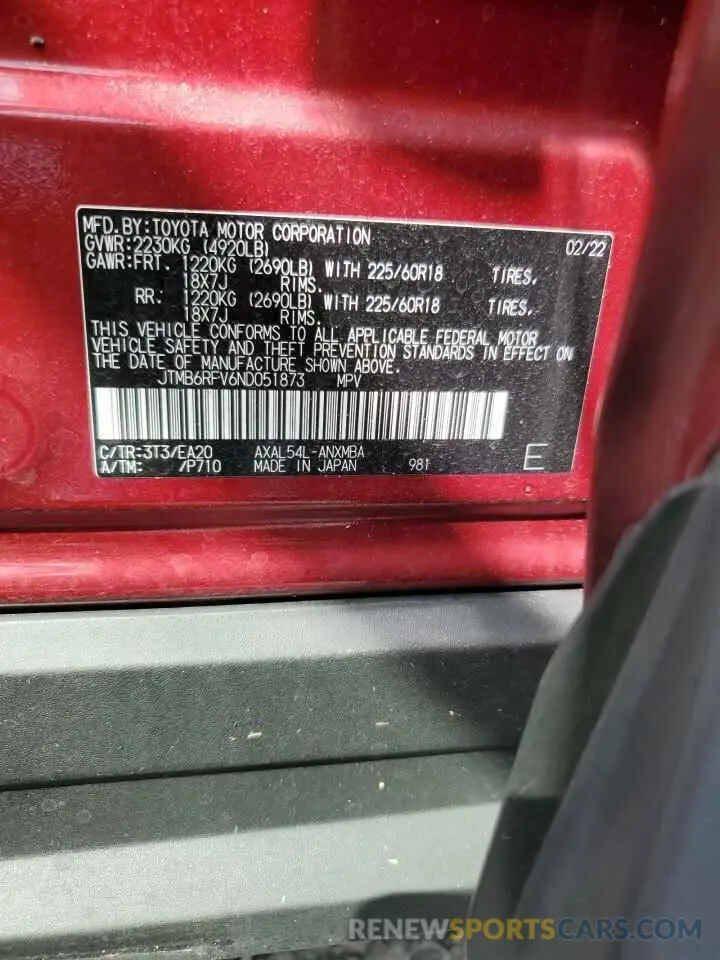 MFD.BY:TOYOTA MOTOR CORPORATION 02/22
GVWR:2230KG (4920LB)
GAWR:FRT. 1220KG (2690LB) WITH 225/60R18 TIRES,
18X7J RIMS.
RR. 1220KG (2690LB) WITH 225/60R18 TIRES,
18X7J RIMS.
THIS VEHICLE CONFORMS TO ALL APPLICABLE FEDERAL MOTOR
VEHICLE SAFETY AND THEFT PREVENTION STANDARDS IN EFFECT ON
THE DATE OF MANUFACTURE SHOWN ABOVE.
JTMB6RFV6ND051873 MPV
C/TR:3T3/EA20 AXAL54L-ANXMBA
A/TM: /P710 MADE IN JAPAN 981 E
RENEWSPORTSCARS.COM